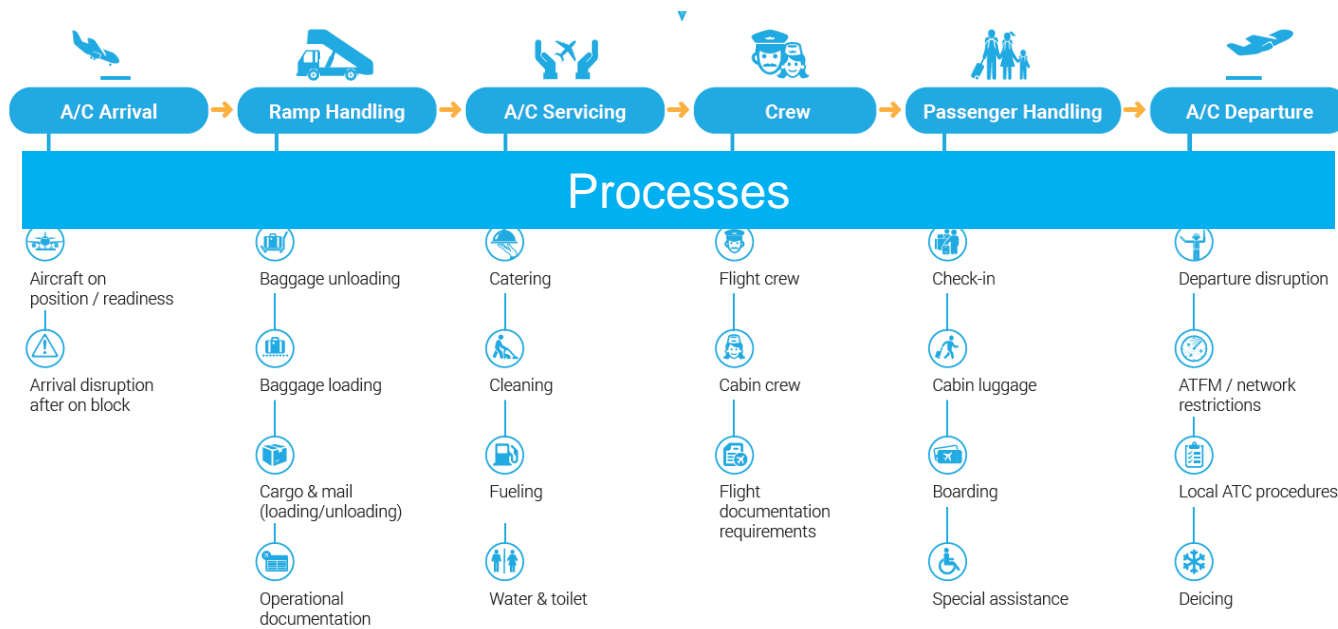 A/C Arrival
Ramp Handling
A/C Servicing
Crew
Passenger Handling
A/C Departure
Processes
Aircraft on
position / readiness
Arrival disruption
after on block
Baggage unloading
Baggage loading
Cargo & mail
(loading/unloading)
Operational
documentation
Catering
Cleaning
Fueling
Water & toilet
Flight crew
Cabin crew
Flight
documentation
requirements
Check-in
Cabin luggage
Boarding
Special assistance
Departure disruption
ATFM / network
restrictions
Local ATC procedures
Deicing